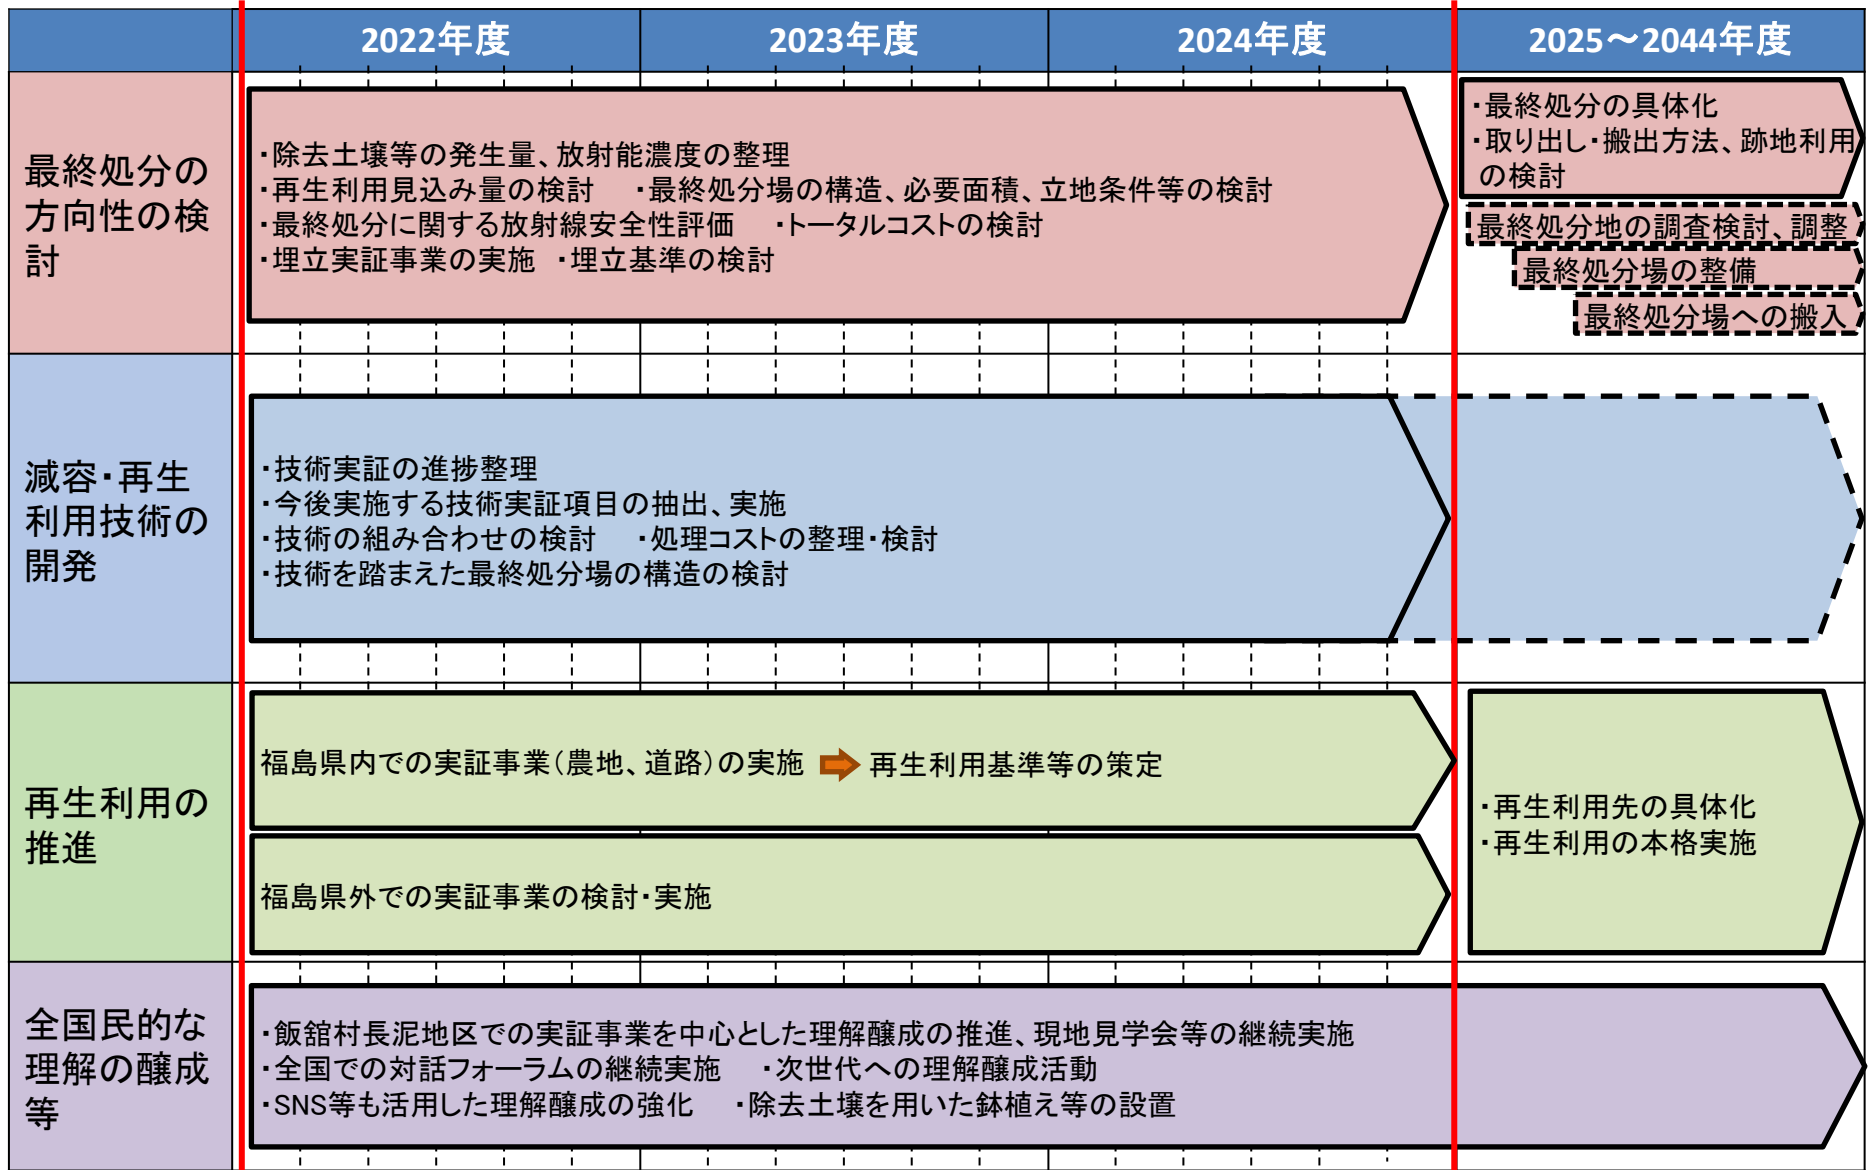 2022年度 2023年度 2024年度 2025～2044年度
最終処分の
方向性の検
討
・除去土壌等の発生量、放射能濃度の整理
・再生利用見込み量の検討 ・最終処分場の構造、必要面積、立地条件等の検討
・最終処分に関する放射線安全性評価 ・トータルコストの検討
・埋立実証事業の実施 ・埋立基準の検討
・最終処分の具体化
・取り出し・搬出方法、跡地利用
の検討
最終処分地の調査検討、調整
最終処分場の整備
最終処分場への搬入
減容・再生
利用技術の
開発
・技術実証の進捗整理
・今後実施する技術実証項目の抽出、実施
・技術の組み合わせの検討 ・処理コストの整理・検討
・技術を踏まえた最終処分場の構造の検討
再生利用の
推進
福島県内での実証事業（農地、道路）の実施 再生利用基準等の策定
福島県外での実証事業の検討・実施
・再生利用先の具体化
・再生利用の本格実施
全国民的な
理解の醸成
等
・飯舘村長泥地区での実証事業を中心とした理解醸成の推進、現地見学会等の継続実施
・全国での対話フォーラムの継続実施 ・次世代への理解醸成活動
・SNS等も活用した理解醸成の強化 ・除去土壌を用いた鉢植え等の設置